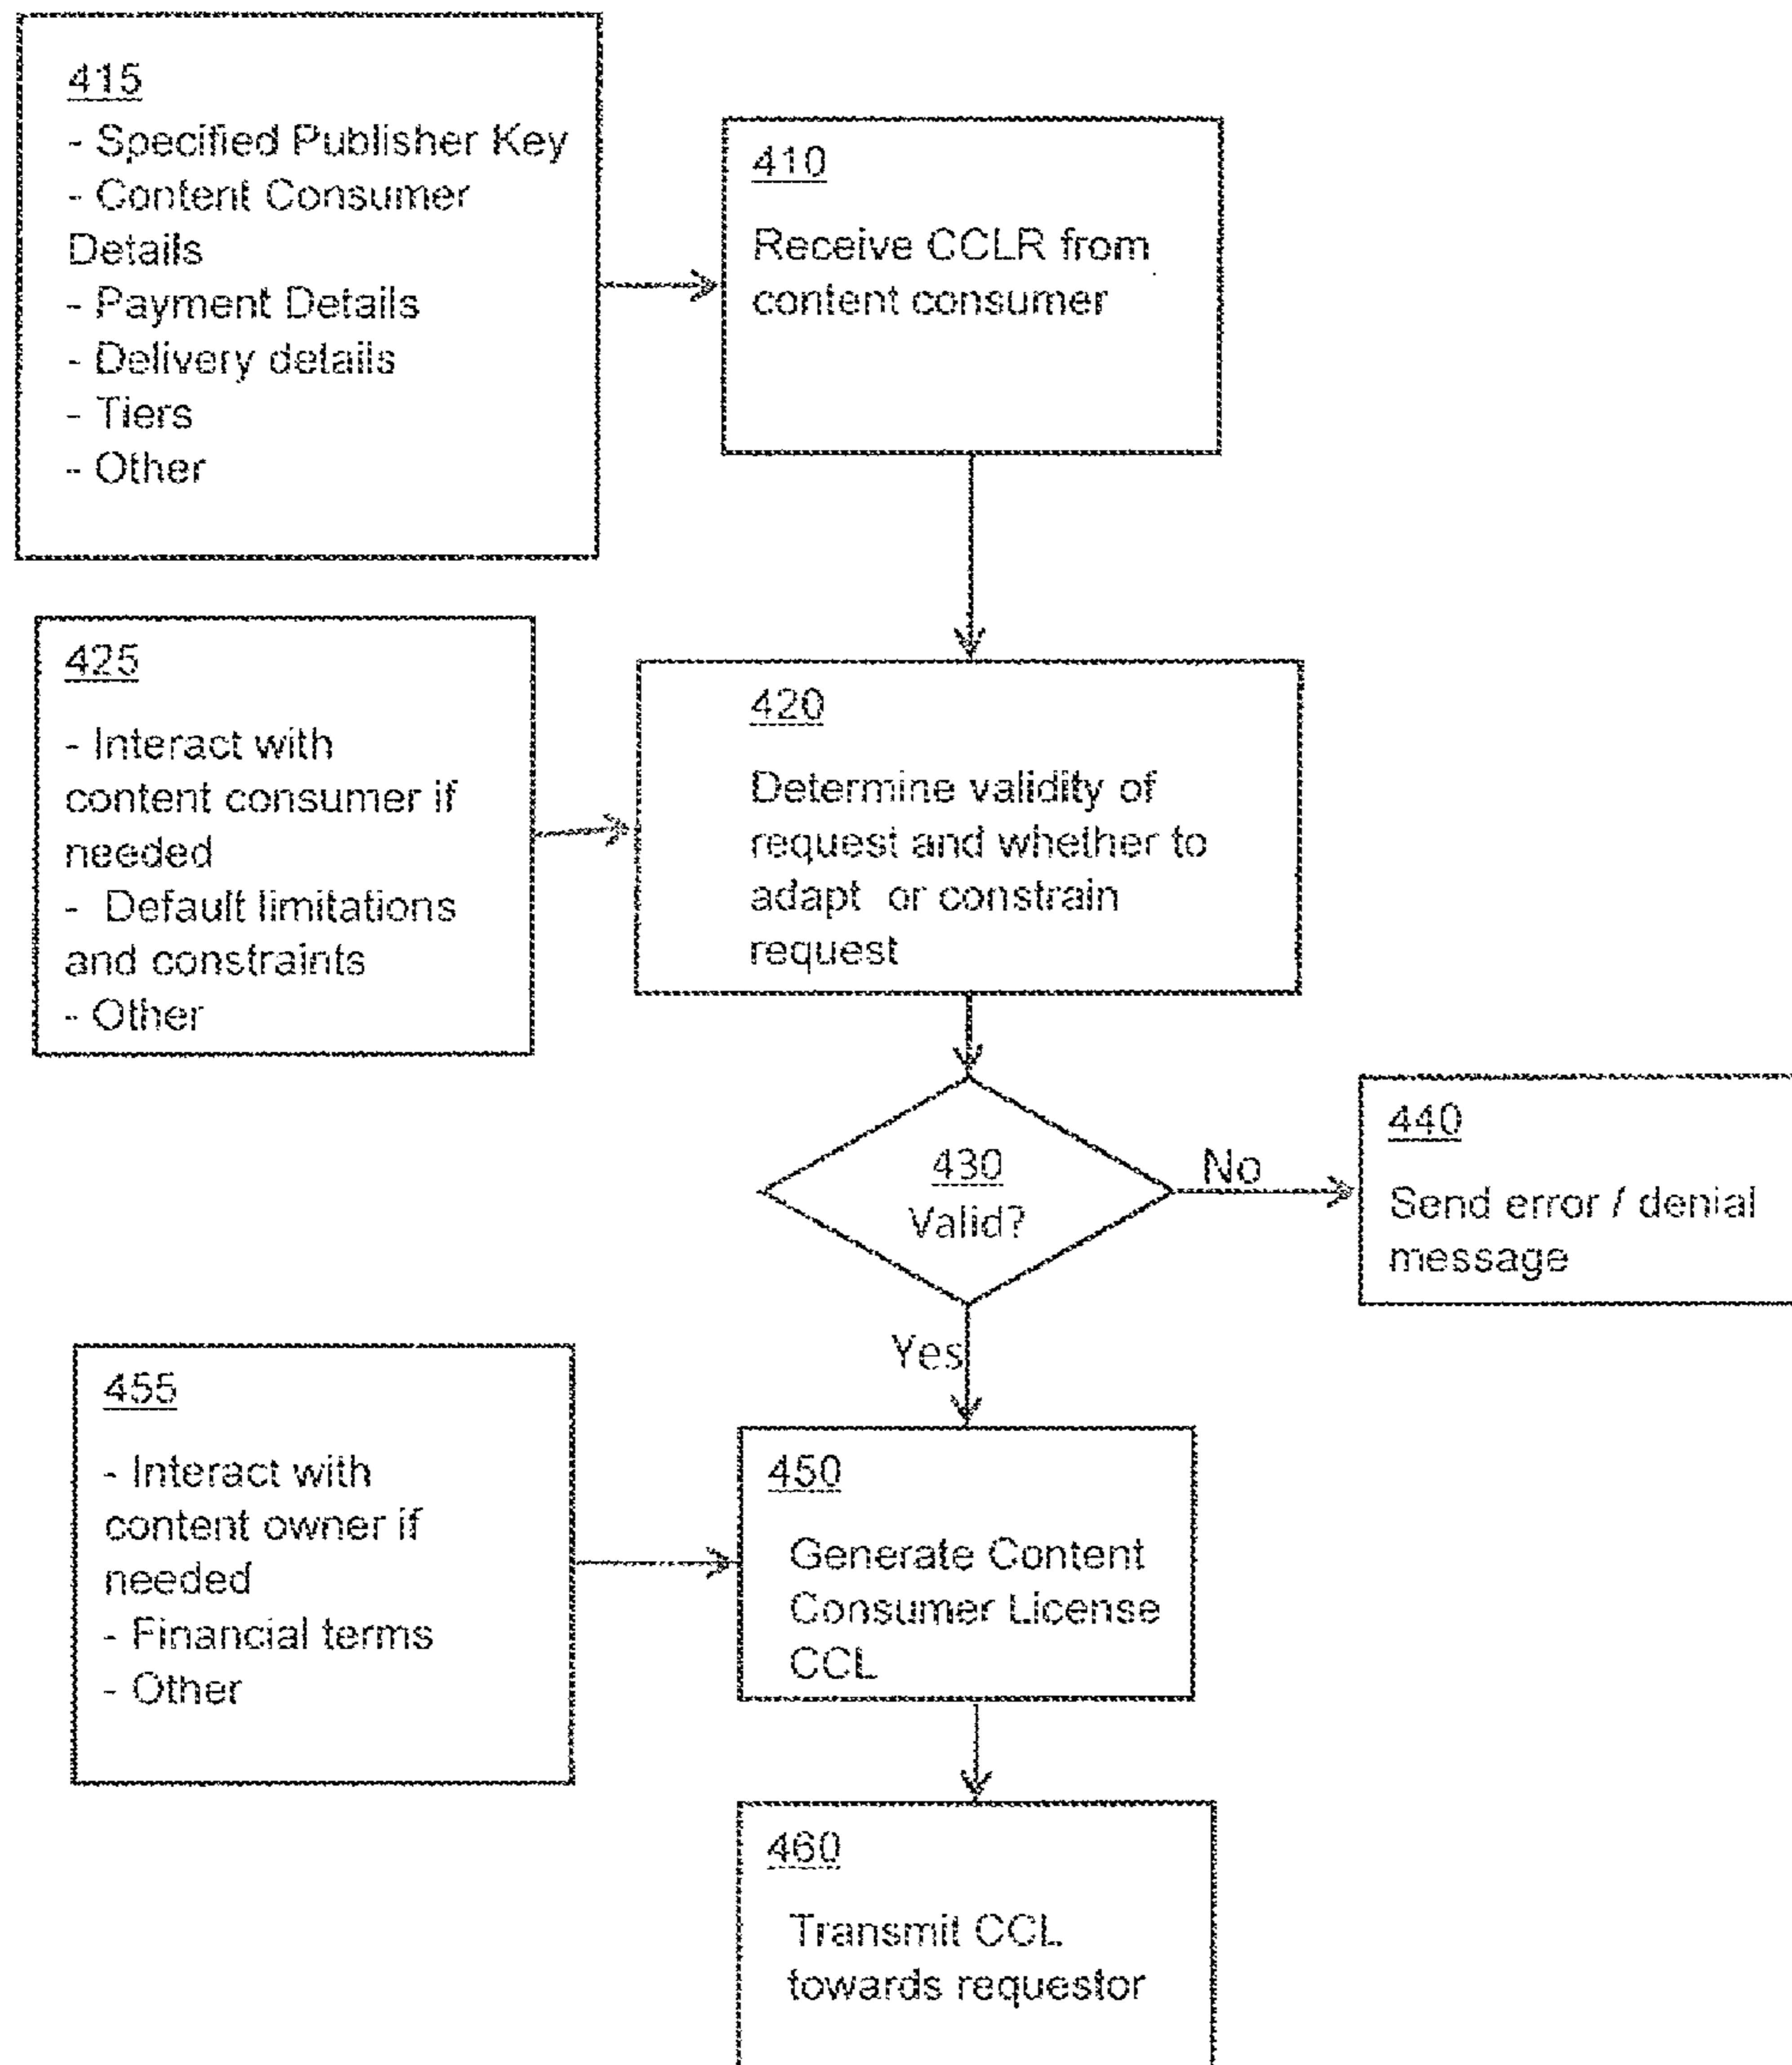 415
- Specified Publisher Key
- Content Consumer
Details
- Payment Details
- Delivery details
- Tiers
- Other
410
Receive CCLR from
content consumer
425
- Interact with
content consumer if
needed
- Default limitations
and constraints
- Other
420
Determine validity of
request and whether to
adapt or constrain
request
430
Valid?
No
440
Send error / denial
message
Yes
455
- Interact with
content owner if
needed
- Financial terms
- Other
450
Generate Content
Consumer License
CCL
460
Transmit CCL
towards requestor